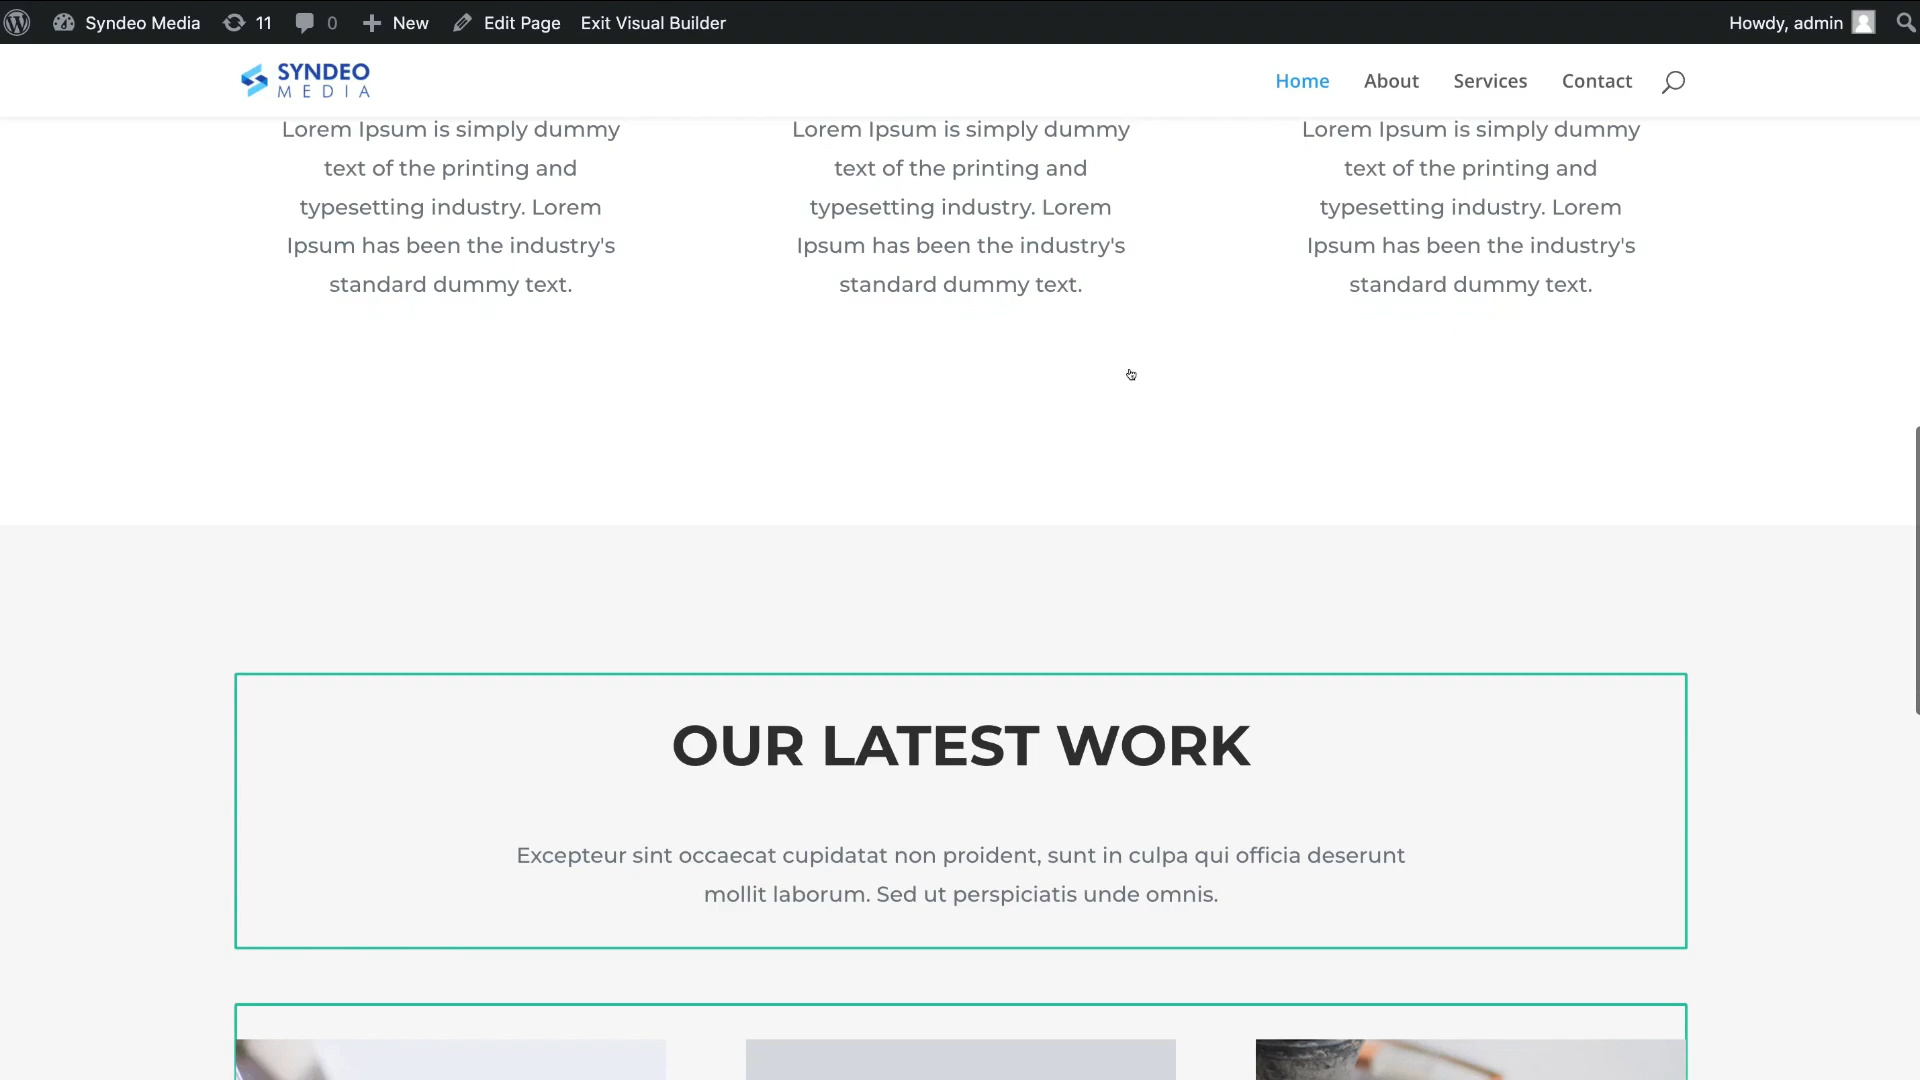 Syndeo Media 11 0 New Edit Page Exit Visual Builder Howdy, admin
SYNDEO
MEDIA
Home About Services Contact
Lorem Ipsum is simply dummy
text of the printing and
typesetting industry. Lorem
Ipsum has been the industry's
standard dummy text.
Lorem Ipsum is simply dummy
text of the printing and
typesetting industry. Lorem
Ipsum has been the industry's
standard dummy text.
Lorem Ipsum is simply dummy
text of the printing and
typesetting industry. Lorem
Ipsum has been the industry's
standard dummy text.
OUR LATEST WORK
Excepteur sint occaecat cupidatat non proident, sunt in culpa qui officia deserunt
mollit laborum. Sed ut perspiciatis unde omnis.